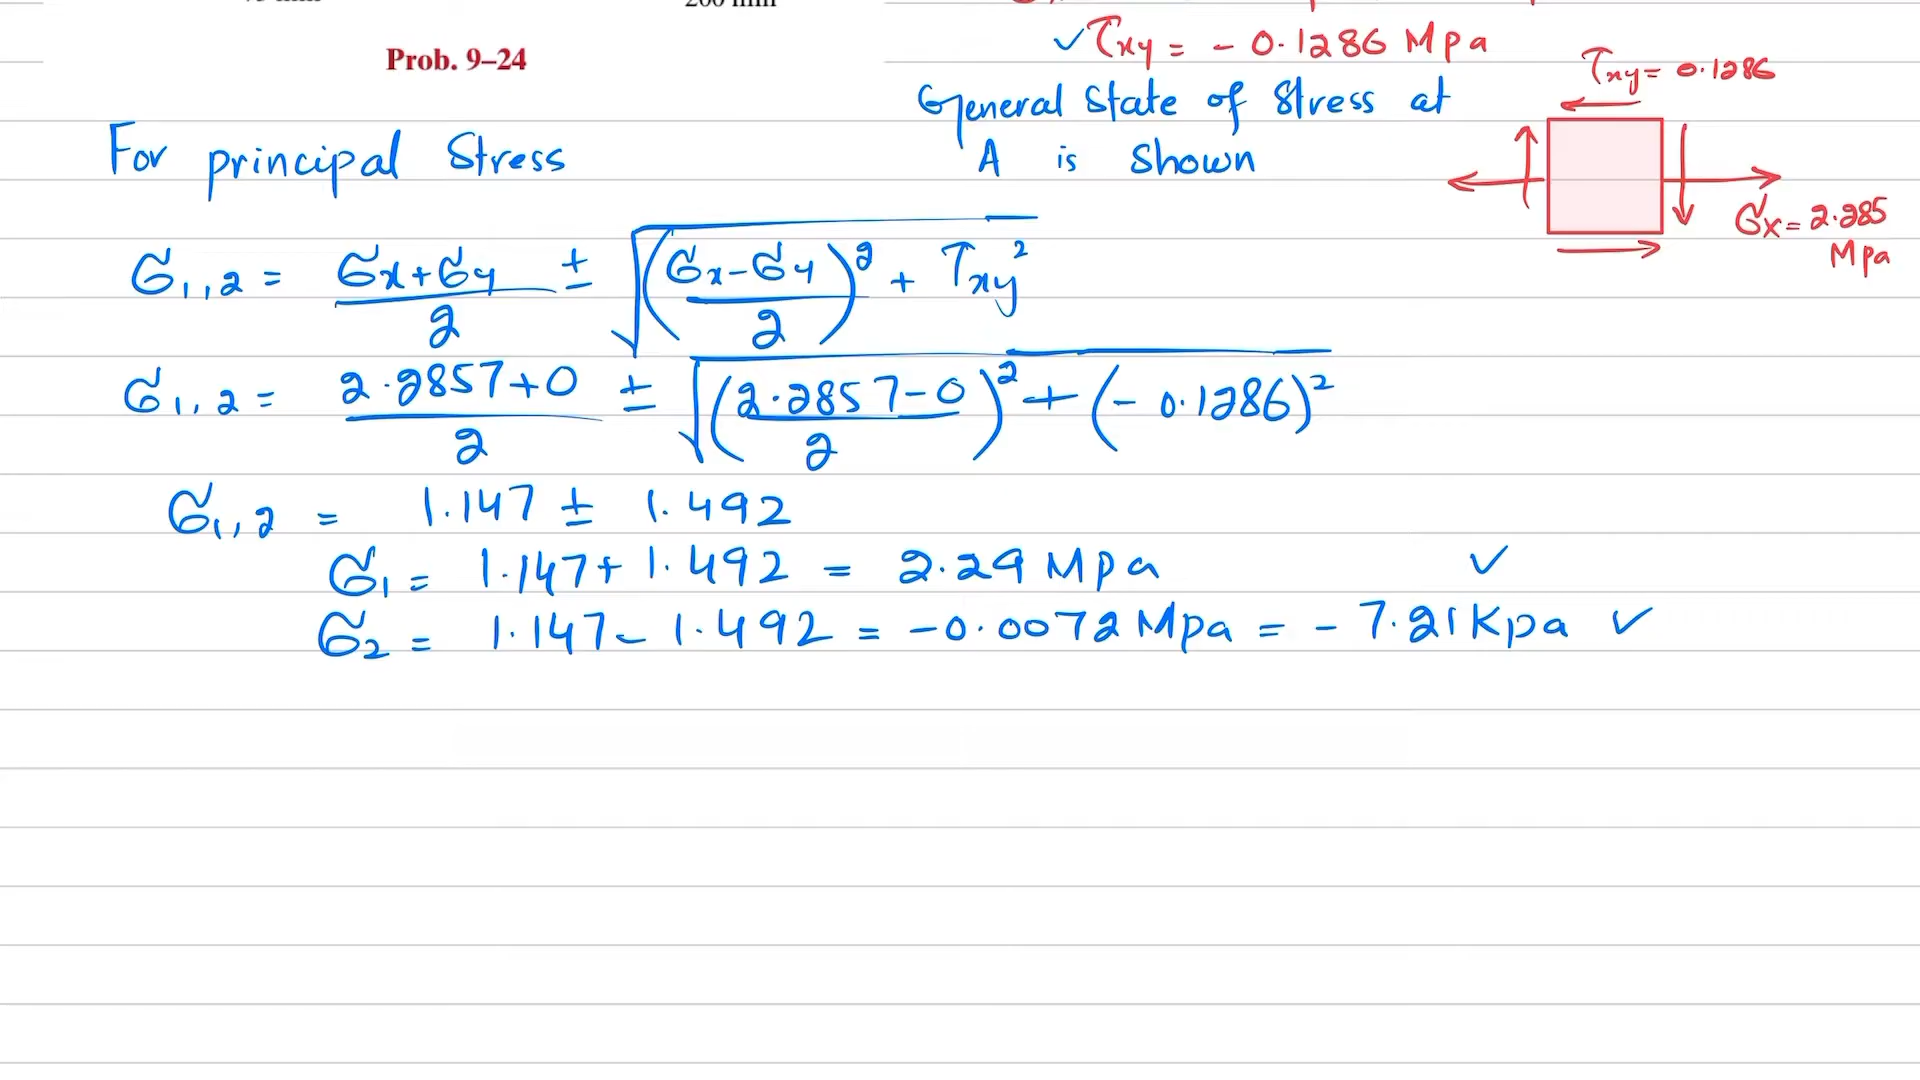 Prob. 9–24
✓ τxy = - 0.1286 Mpa
τxy = 0.1286
General State of Stress at
A is shown
σx = 2.285
Mpa
For principal Stress
σ1,2 = (σx+σy)/2 ± √((σx-σy)/2)² + τxy²
σ1,2 = (2.2857+0)/2 ± √((2.2857-0)/2)² + (-0.1286)²
σ1,2 = 1.147 ± 1.492
σ1 = 1.147+1.492 = 2.29 Mpa ✓
σ2 = 1.147-1.492 = -0.0072 Mpa = -7.21 Kpa ✓